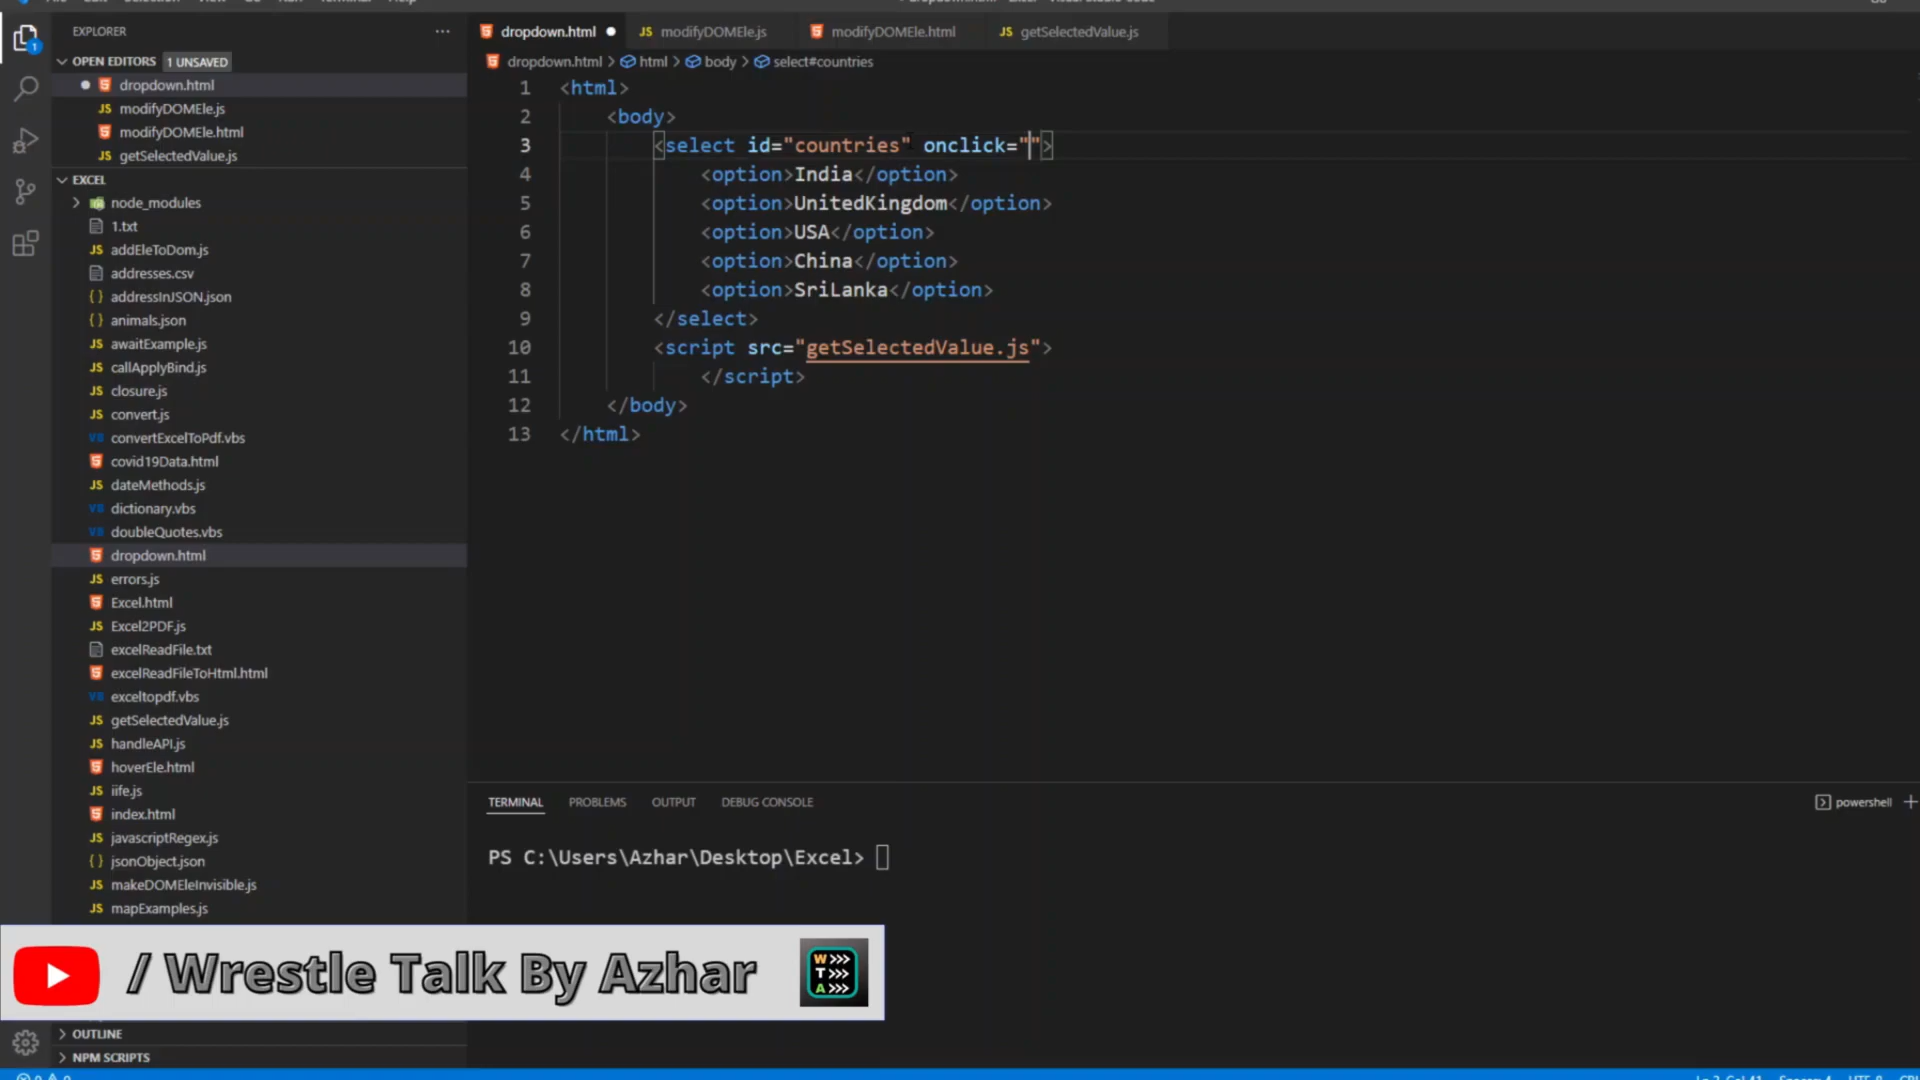 dropdown.html
modifyDOMEle.js
modifyDOMEle.html
getSelectedValue.js
EXPLORER
OPEN EDITORS 1 UNSAVED
dropdown.html
modifyDOMEle.js
modifyDOMEle.html
getSelectedValue.js
EXCEL
node_modules
1.txt
addEleToDom.js
addresses.csv
addressInJSON.json
animals.json
awaitExample.js
callApplyBind.js
closure.js
convert.js
convertExcelToPdf.vbs
covid19Data.html
dateMethods.js
dictionary.vbs
doubleQuotes.vbs
dropdown.html
errors.js
Excel.html
Excel2PDF.js
excelReadFile.txt
excelReadFileToHtml.html
exceltopdf.vbs
getSelectedValue.js
handleAPI.js
hoverEle.html
iife.js
index.html
javascriptRegex.js
jsonObject.json
makeDOMEleInvisible.js
mapExamples.js
OUTLINE
NPM SCRIPTS
dropdown.html > html > body > select#countries
1 <html>
2 <body>
3 <select id="countries" onclick="">
4 <option>India</option>
5 <option>UnitedKingdom</option>
6 <option>USA</option>
7 <option>China</option>
8 <option>SriLanka</option>
9 </select>
10 <script src="getSelectedValue.js">
11 </script>
12 </body>
13 </html>
TERMINAL PROBLEMS OUTPUT DEBUG CONSOLE
powershell
PS C:\Users\Azhar\Desktop\Excel>
/ Wrestle Talk By Azhar
W>>>
T>>>
A>>>